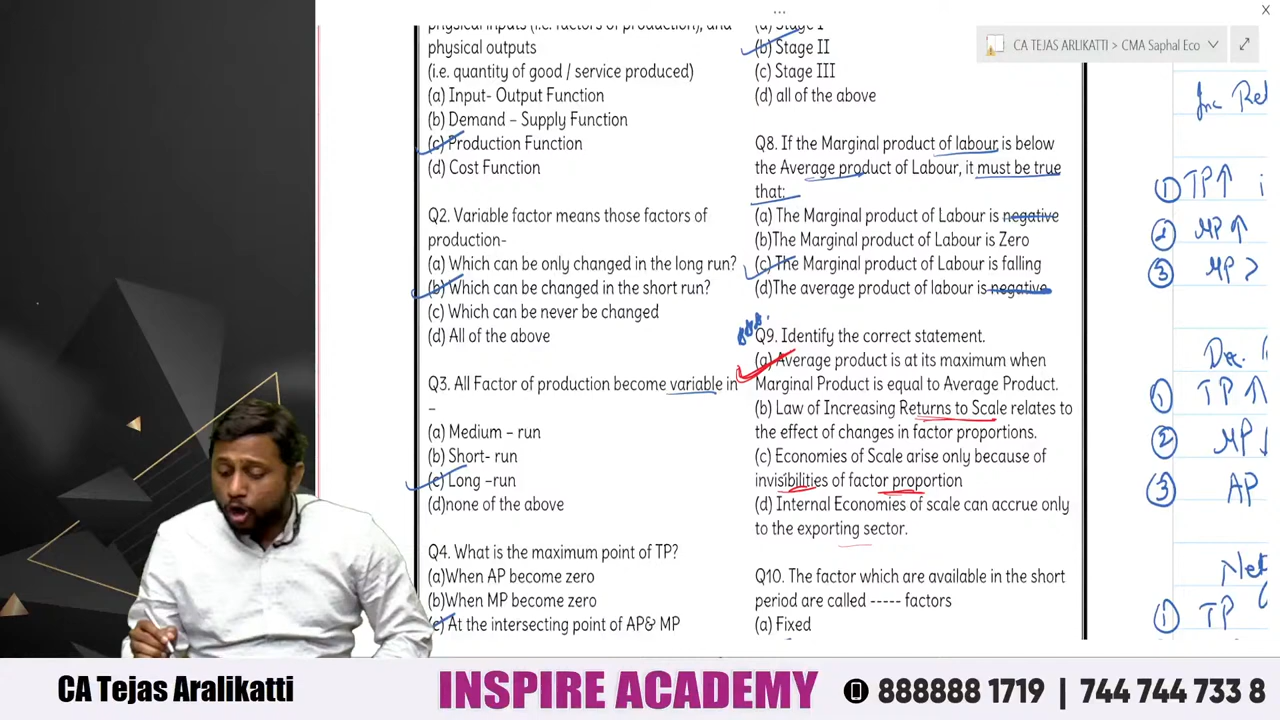 ...
CA TEJAS ARLIKATTI > CMA Saphal Eco
physical inputs (i.e. factors of production), and
physical outputs
(i.e. quantity of good / service produced)
(a) Input- Output Function
(b) Demand – Supply Function
(c) Production Function
(d) Cost Function
Q2. Variable factor means those factors of
production-
(a) Which can be only changed in the long run?
(b) Which can be changed in the short run?
(c) Which can be never be changed
(d) All of the above
Q3. All Factor of production become variable in
–
(a) Medium – run
(b) Short- run
(c) Long –run
(d)none of the above
Q4. What is the maximum point of TP?
(a)When AP become zero
(b)When MP become zero
(c) At the intersecting point of AP& MP
(a) Stage I
(b) Stage II
(c) Stage III
(d) all of the above
Q8. If the Marginal product of labour is below
the Average product of Labour, it must be true
that:
(a) The Marginal product of Labour is negative
(b)The Marginal product of Labour is Zero
(c) The Marginal product of Labour is falling
(d)The average product of labour is negative
Q9. Identify the correct statement.
(a) Average product is at its maximum when
Marginal Product is equal to Average Product.
(b) Law of Increasing Returns to Scale relates to
the effect of changes in factor proportions.
(c) Economies of Scale arise only because of
invisibilities of factor proportion
(d) Internal Economies of scale can accrue only
to the exporting sector.
Q10. The factor which are available in the short
period are called ----- factors
(a) Fixed
Inc Ret
① TP↑ i
② MP↑
③ MP >
Dec.
① TP↑
② MP↓
③ AP
① TP
CA Tejas Aralikatti
INSPIRE ACADEMY
888888 1719 | 744 744 733 8